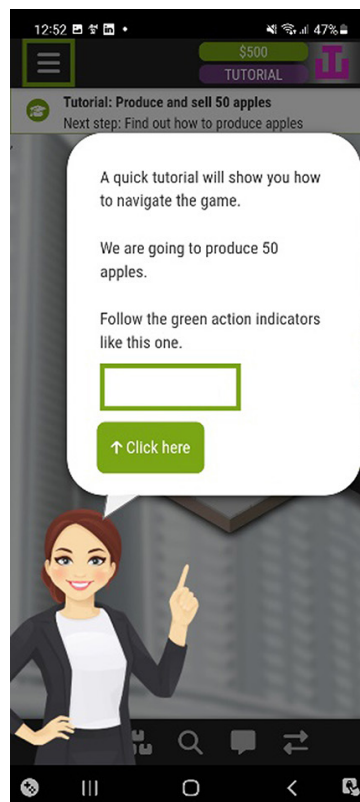 12:52
47%
$500
TUTORIAL
Tutorial: Produce and sell 50 apples
Next step: Find out how to produce apples
A quick tutorial will show you how
to navigate the game.
We are going to produce 50
apples.
Follow the green action indicators
like this one.
↑ Click here